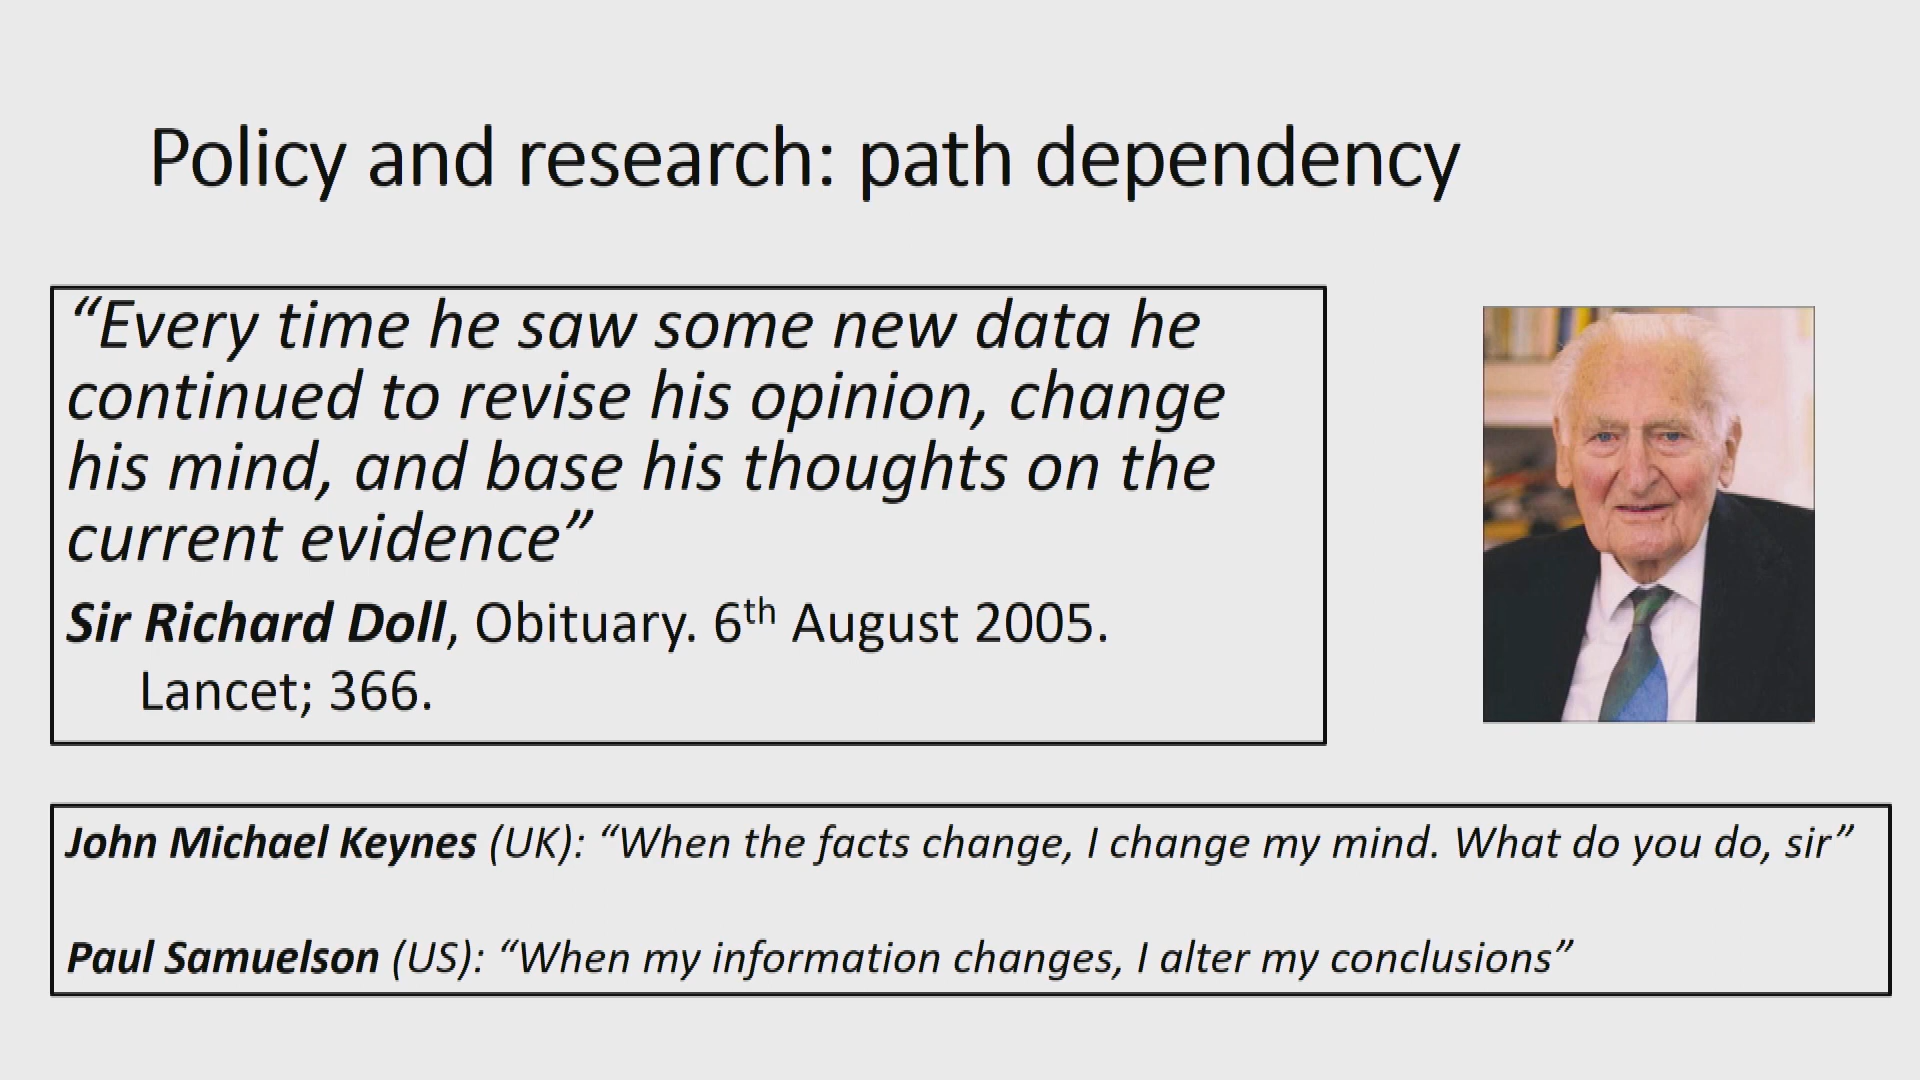 Policy and research: path dependency
“Every time he saw some new data he
continued to revise his opinion, change
his mind, and base his thoughts on the
current evidence”
Sir Richard Doll, Obituary. 6th August 2005.
Lancet; 366.
John Michael Keynes (UK): “When the facts change, I change my mind. What do you do, sir”
Paul Samuelson (US): “When my information changes, I alter my conclusions”